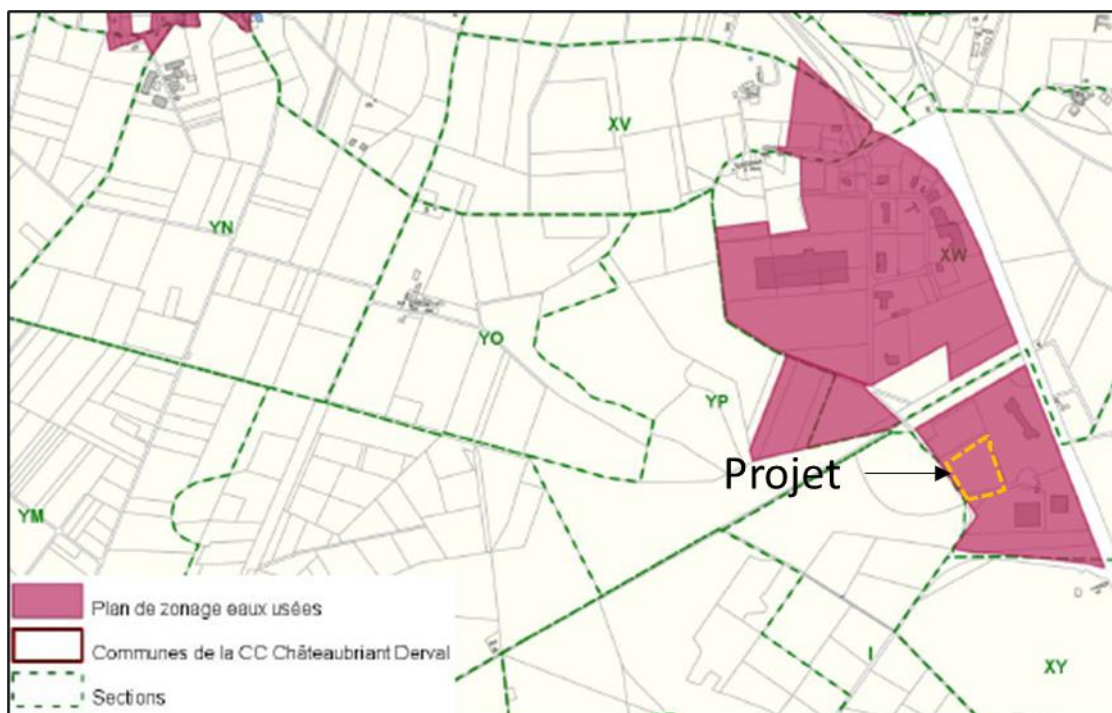 XV
YN
XW
YO
YP
Projet
YM
I
XY
Plan de zonage eaux usées
Communes de la CC Châteaubriant Derval
Sections